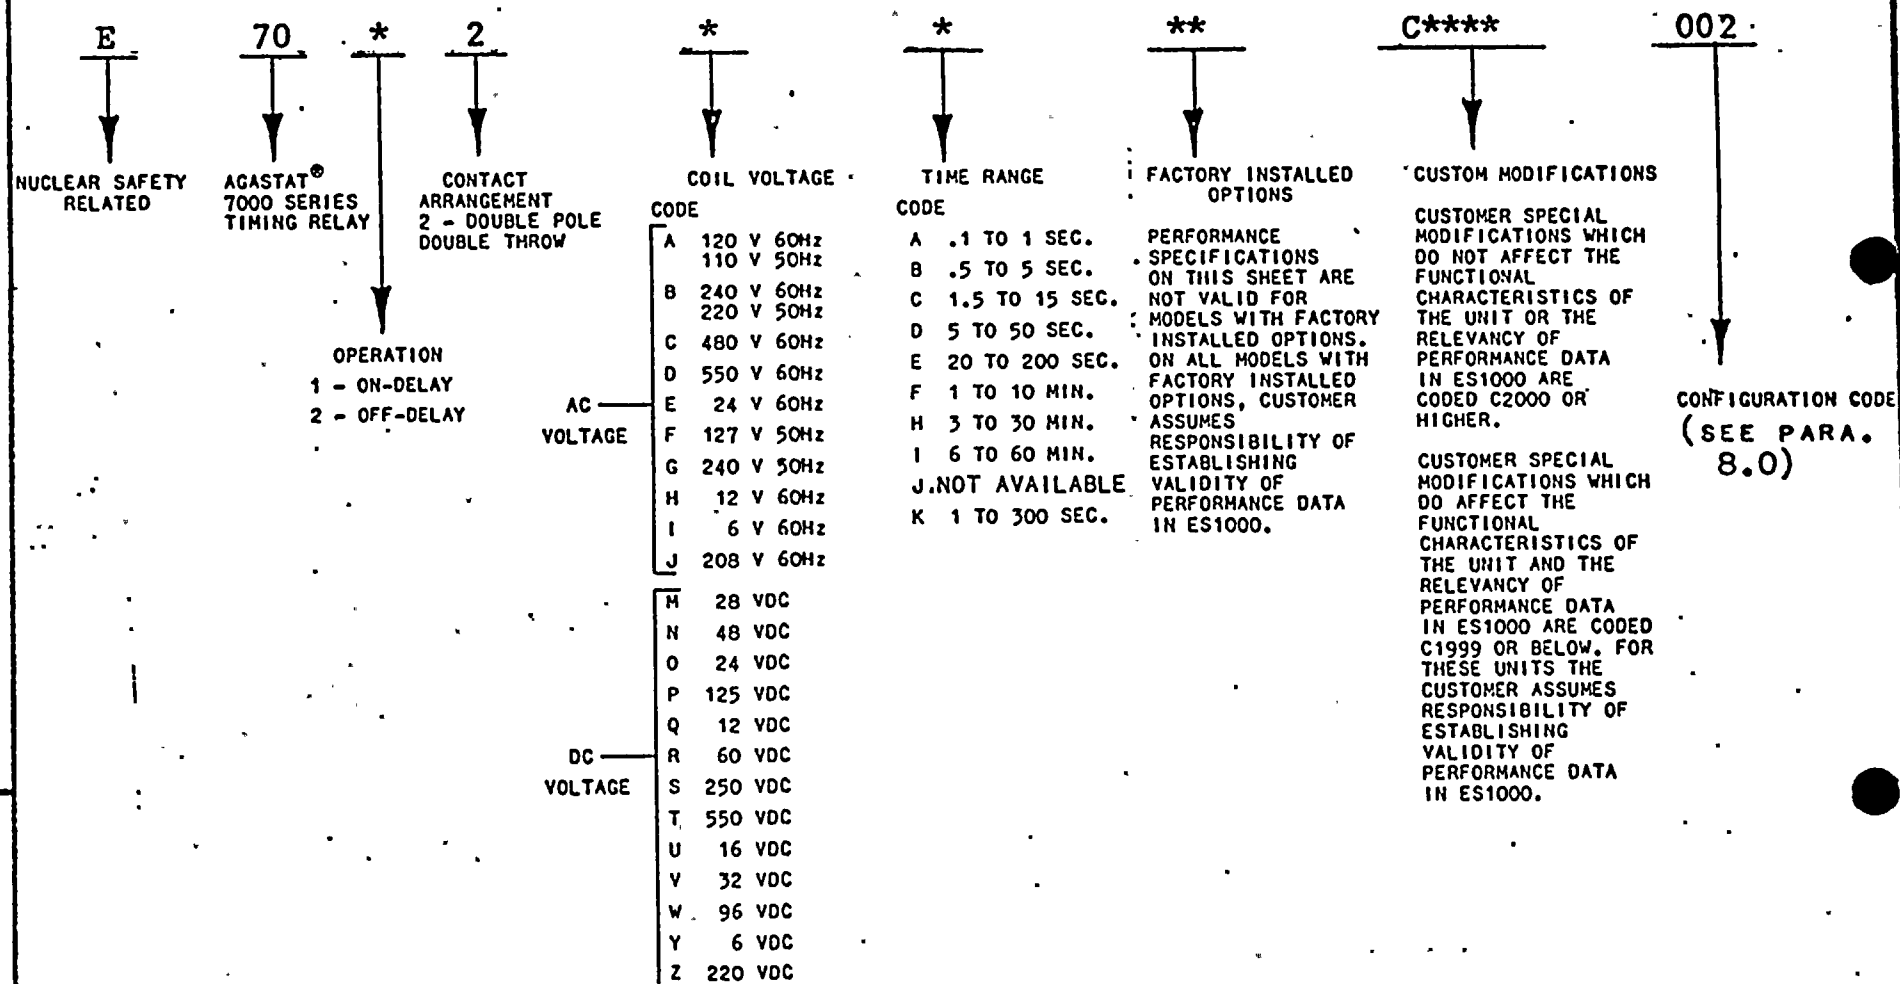 E 70 * 2 * * ** C**** 002
NUCLEAR SAFETY
RELATED
AGASTAT®
7000 SERIES
TIMING RELAY
OPERATION
1 - ON-DELAY
2 - OFF-DELAY
CONTACT
ARRANGEMENT
2 - DOUBLE POLE
DOUBLE THROW
COIL VOLTAGE
CODE
AC
VOLTAGE
A 120 V 60Hz
110 V 50Hz
B 240 V 60Hz
220 V 50Hz
C 480 V 60Hz
D 550 V 60Hz
E 24 V 60Hz
F 127 V 50Hz
G 240 V 50Hz
H 12 V 60Hz
I 6 V 60Hz
J 208 V 60Hz
DC
VOLTAGE
M 28 VDC
N 48 VDC
O 24 VDC
P 125 VDC
Q 12 VDC
R 60 VDC
S 250 VDC
T 550 VDC
U 16 VDC
V 32 VDC
W 96 VDC
Y 6 VDC
Z 220 VDC
TIME RANGE
CODE
A .1 TO 1 SEC.
B .5 TO 5 SEC.
C 1.5 TO 15 SEC.
D 5 TO 50 SEC.
E 20 TO 200 SEC.
F 1 TO 10 MIN.
H 3 TO 30 MIN.
I 6 TO 60 MIN.
J.NOT AVAILABLE
K 1 TO 300 SEC.
FACTORY INSTALLED
OPTIONS
PERFORMANCE
SPECIFICATIONS
ON THIS SHEET ARE
NOT VALID FOR
MODELS WITH FACTORY
INSTALLED OPTIONS.
ON ALL MODELS WITH
FACTORY INSTALLED
OPTIONS, CUSTOMER
ASSUMES
RESPONSIBILITY OF
ESTABLISHING
VALIDITY OF
PERFORMANCE DATA
IN ES1000.
CUSTOM MODIFICATIONS
CUSTOMER SPECIAL
MODIFICATIONS WHICH
DO NOT AFFECT THE
FUNCTIONAL
CHARACTERISTICS OF
THE UNIT OR THE
RELEVANCY OF
PERFORMANCE DATA
IN ES1000 ARE
CODED C2000 OR
HIGHER.
CUSTOMER SPECIAL
MODIFICATIONS WHICH
DO AFFECT THE
FUNCTIONAL
CHARACTERISTICS OF
THE UNIT AND THE
RELEVANCY OF
PERFORMANCE DATA
IN ES1000 ARE CODED
C1999 OR BELOW. FOR
THESE UNITS THE
CUSTOMER ASSUMES
RESPONSIBILITY OF
ESTABLISHING
VALIDITY OF
PERFORMANCE DATA
IN ES1000.
CONFIGURATION CODE
(SEE PARA.
8.0)